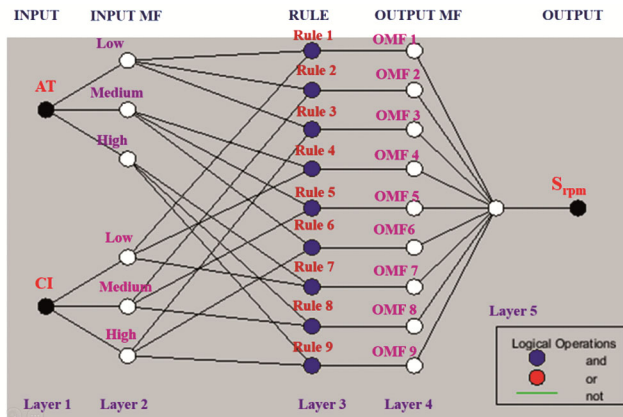 INPUT INPUT MF RULE OUTPUT MF OUTPUT
Low Rule 1 OMF 1
Rule 2 OMF 2
AT Medium Rule 3 OMF 3
High Rule 4 OMF 4
Rule 5 OMF 5 Srpm
Low Rule 6 OMF6
Rule 7 OMF 7
CI Medium Rule 8 OMF 8
High Rule 9 OMF 9
Layer 5
Logical Operations
and
or
not
Layer 1 Layer 2 Layer 3 Layer 4